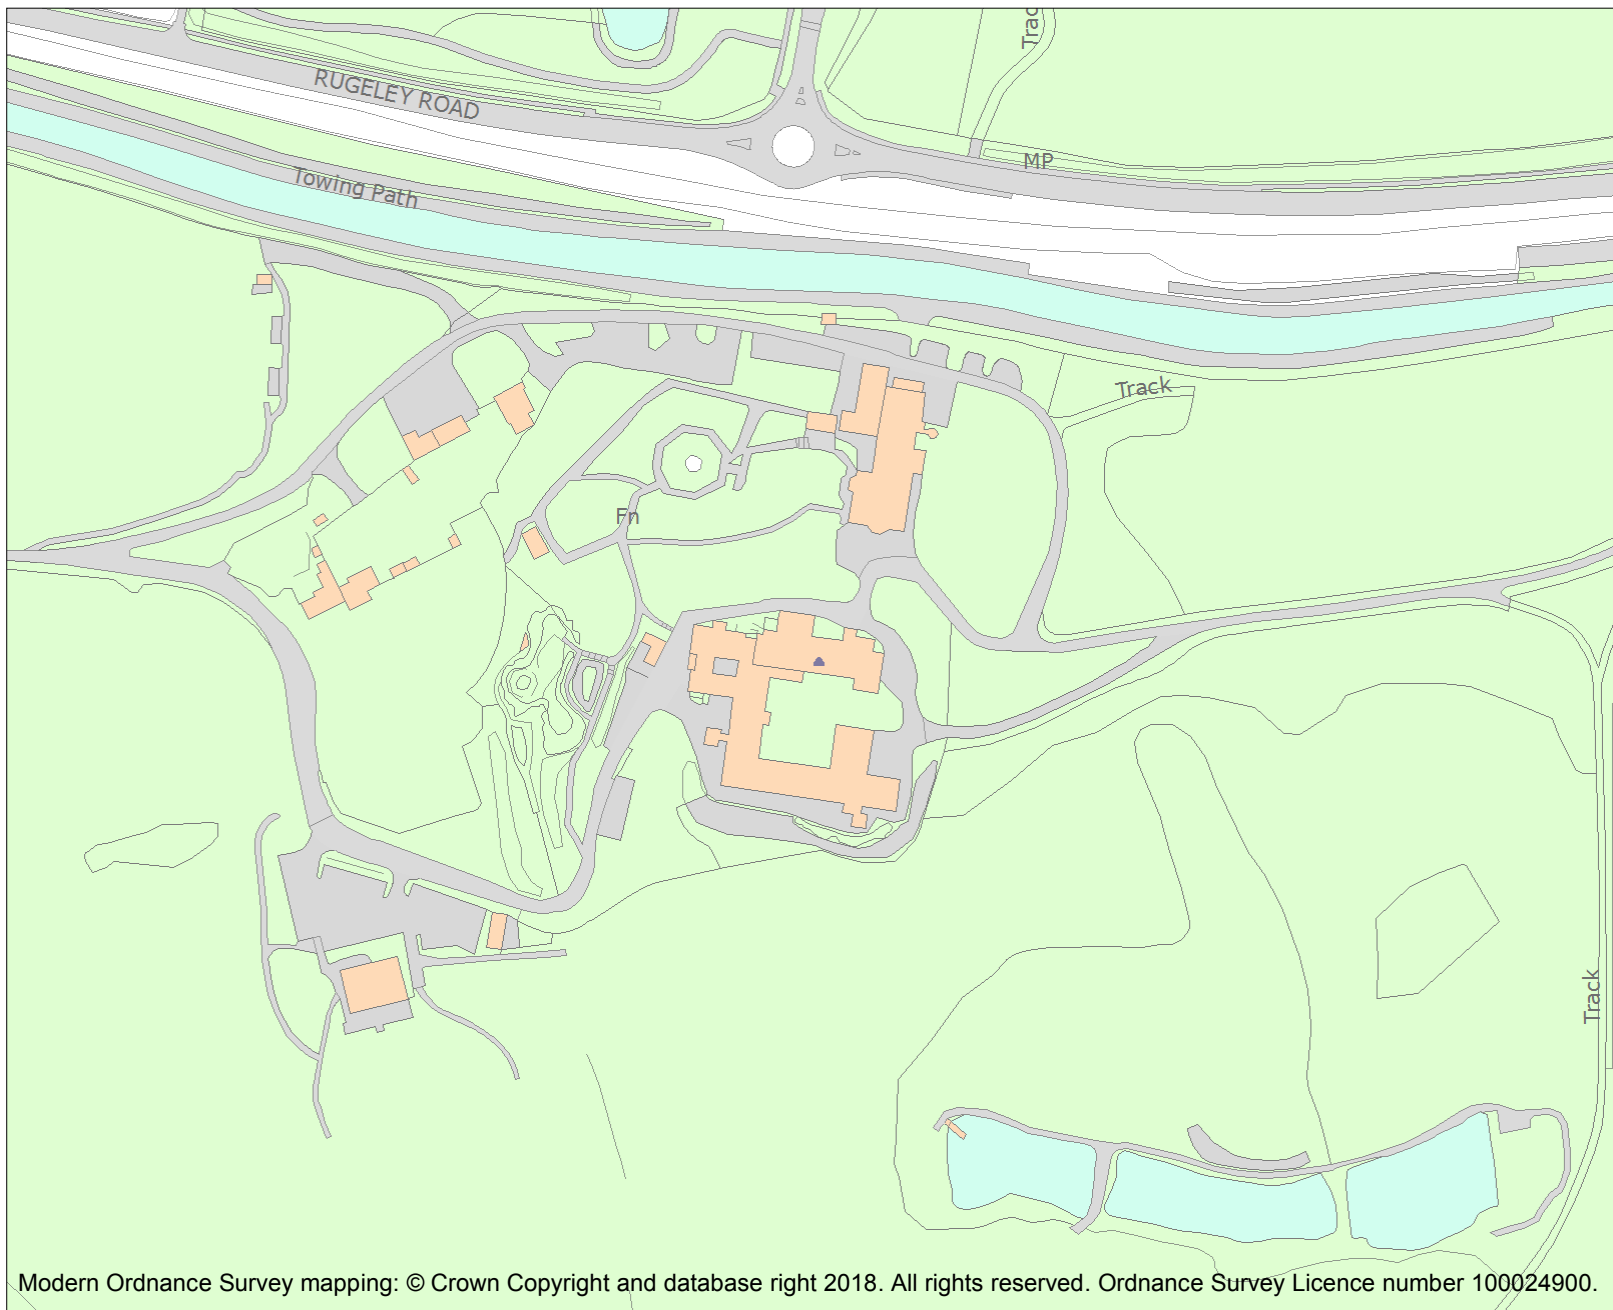 Trac
RUGELEY ROAD
MP
Towing Path
Track
Fn
Track
Modern Ordnance Survey mapping: © Crown Copyright and database right 2018. All rights reserved. Ordnance Survey Licence number 100024900.